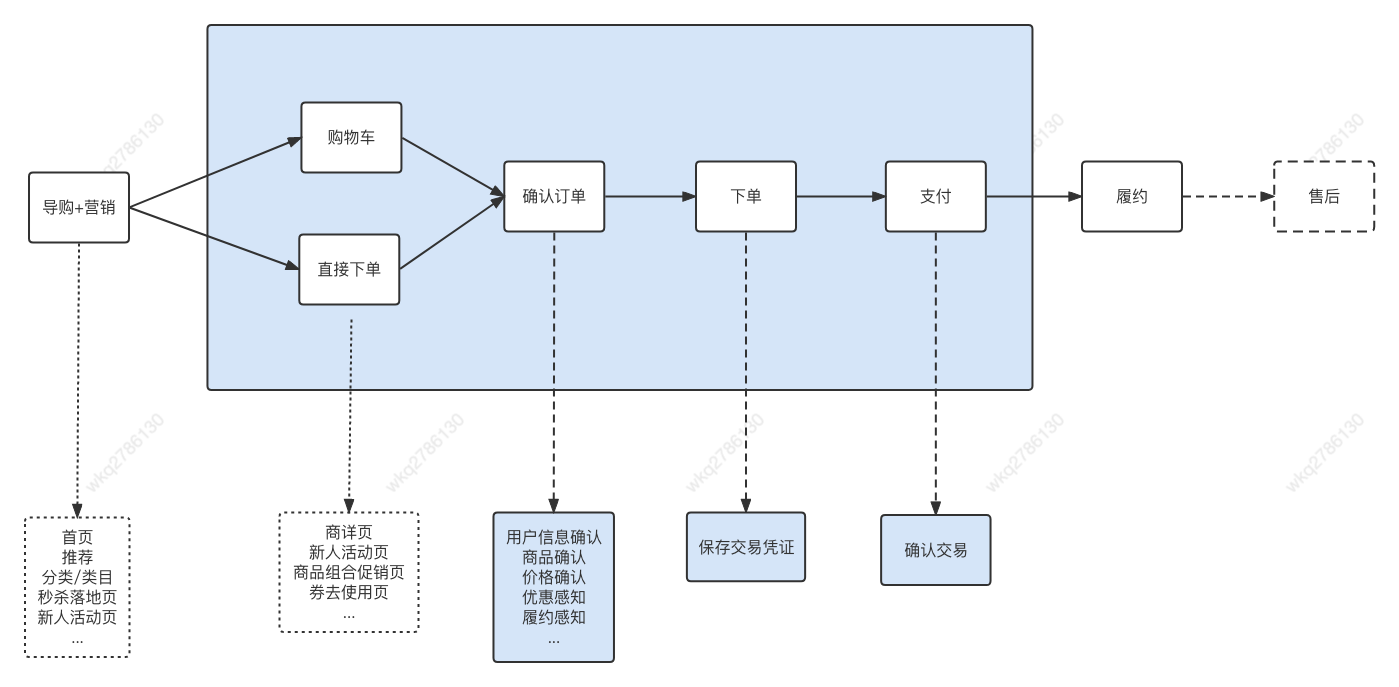 购物车
导购+营销
确认订单
下单
支付
履约
售后
直接下单
首页
推荐
分类/类目
秒杀落地页
新人活动页
...
商详页
新人活动页
商品组合促销页
券去使用页
...
用户信息确认
商品确认
价格确认
优惠感知
履约感知
...
保存交易凭证
确认交易
wkq2786130
wkq2786130
wkq2786130
wkq2786130
wkq2786130